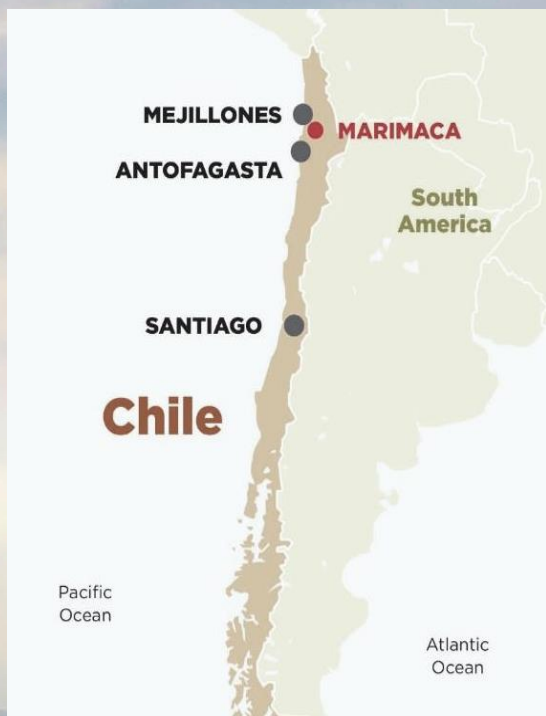 MEJILLONES
MARIMACA
ANTOFAGASTA
South
America
SANTIAGO
Chile
Pacific
Ocean
Atlantic
Ocean